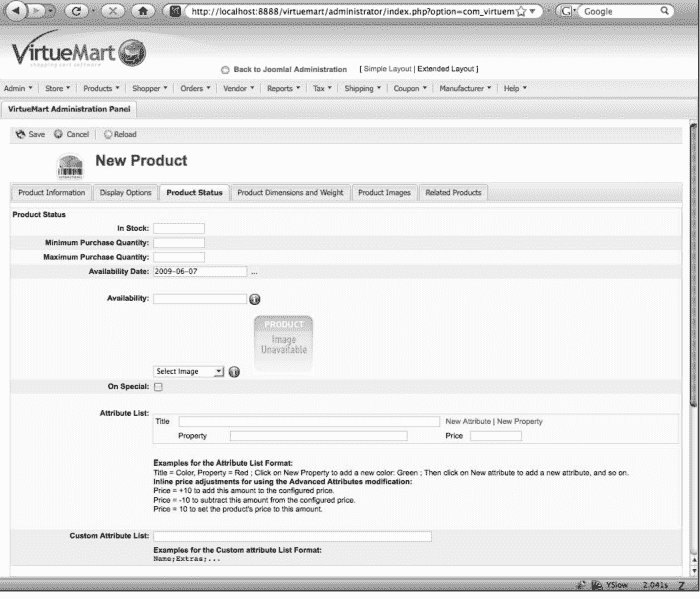 http://localhost:8888/virtuemart/administrator/index.php?option=com_virtuem
Google
VirtueMart
shopping cart software
Back to Joomla! Administration [ Simple Layout | Extended Layout ]
Admin Store Products Shopper Orders Vendor Reports Tax Shipping Coupon Manufacturer Help
VirtueMart Administration Panel
Save Cancel Reload
New Product
Product Information Display Options Product Status Product Dimensions and Weight Product Images Related Products
Product Status
In Stock:
Minimum Purchase Quantity:
Maximum Purchase Quantity:
Availability Date: 2009-06-07 ...
Availability:
PRODUCT
Image
Unavailable
Select Image
On Special:
Attribute List:
Title New Attribute | New Property
Property Price
Examples for the Attribute List Format:
Title = Color, Property = Red ; Click on New Property to add a new color: Green ; Then click on New attribute to add a new attribute, and so on.
Inline price adjustments for using the Advanced Attributes modification:
Price = +10 to add this amount to the configured price.
Price = -10 to subtract this amount from the configured price.
Price = 10 to set the product's price to this amount.
Custom Attribute List:
Examples for the Custom attribute List Format:
Name;Extras;...
YSlow 2.041s